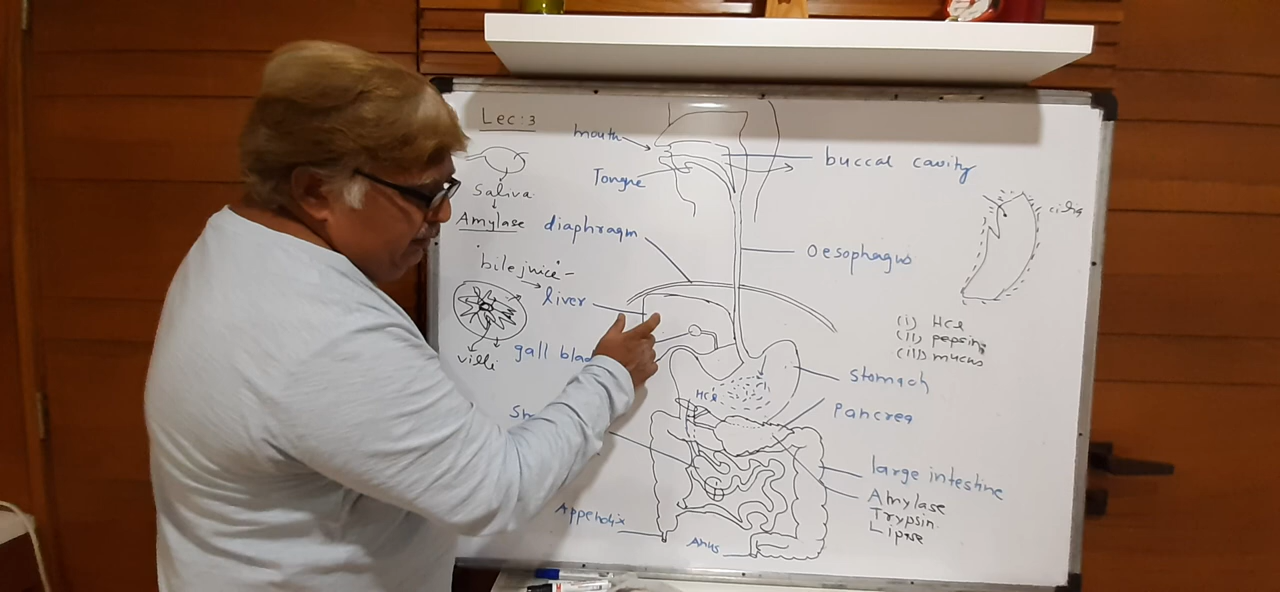 Lec:3
mouth
buccal cavity
Tongue
Saliva
Amylase
diaphragm
Oesophagus
cilia
bile juice
liver
(i) HCl
(ii) pepsin
(iii) mucus
villi
gall blad
Stomach
HCl
Pancrea
large intestine
Amylase
Trypsin
Lipase
Appendix
Anus